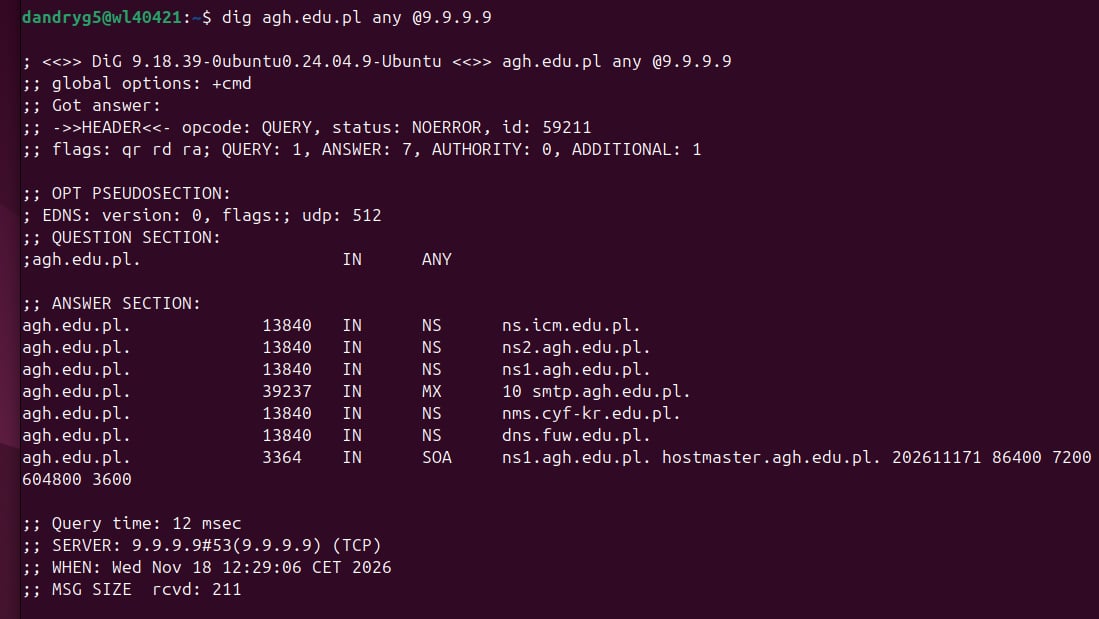 dandryg5@wl40421:~$ dig agh.edu.pl any @9.9.9.9

; <<>> DiG 9.18.39-0ubuntu0.24.04.9-Ubuntu <<>> agh.edu.pl any @9.9.9.9
;; global options: +cmd
;; Got answer:
;; ->>HEADER<<- opcode: QUERY, status: NOERROR, id: 59211
;; flags: qr rd ra; QUERY: 1, ANSWER: 7, AUTHORITY: 0, ADDITIONAL: 1

;; OPT PSEUDOSECTION:
; EDNS: version: 0, flags:; udp: 512
;; QUESTION SECTION:
;agh.edu.pl. IN ANY

;; ANSWER SECTION:
agh.edu.pl. 13840 IN NS ns.icm.edu.pl.
agh.edu.pl. 13840 IN NS ns2.agh.edu.pl.
agh.edu.pl. 13840 IN NS ns1.agh.edu.pl.
agh.edu.pl. 39237 IN MX 10 smtp.agh.edu.pl.
agh.edu.pl. 13840 IN NS nms.cyf-kr.edu.pl.
agh.edu.pl. 13840 IN NS dns.fuw.edu.pl.
agh.edu.pl. 3364 IN SOA ns1.agh.edu.pl. hostmaster.agh.edu.pl. 202611171 86400 7200
604800 3600

;; Query time: 12 msec
;; SERVER: 9.9.9.9#53(9.9.9.9) (TCP)
;; WHEN: Wed Nov 18 12:29:06 CET 2026
;; MSG SIZE rcvd: 211